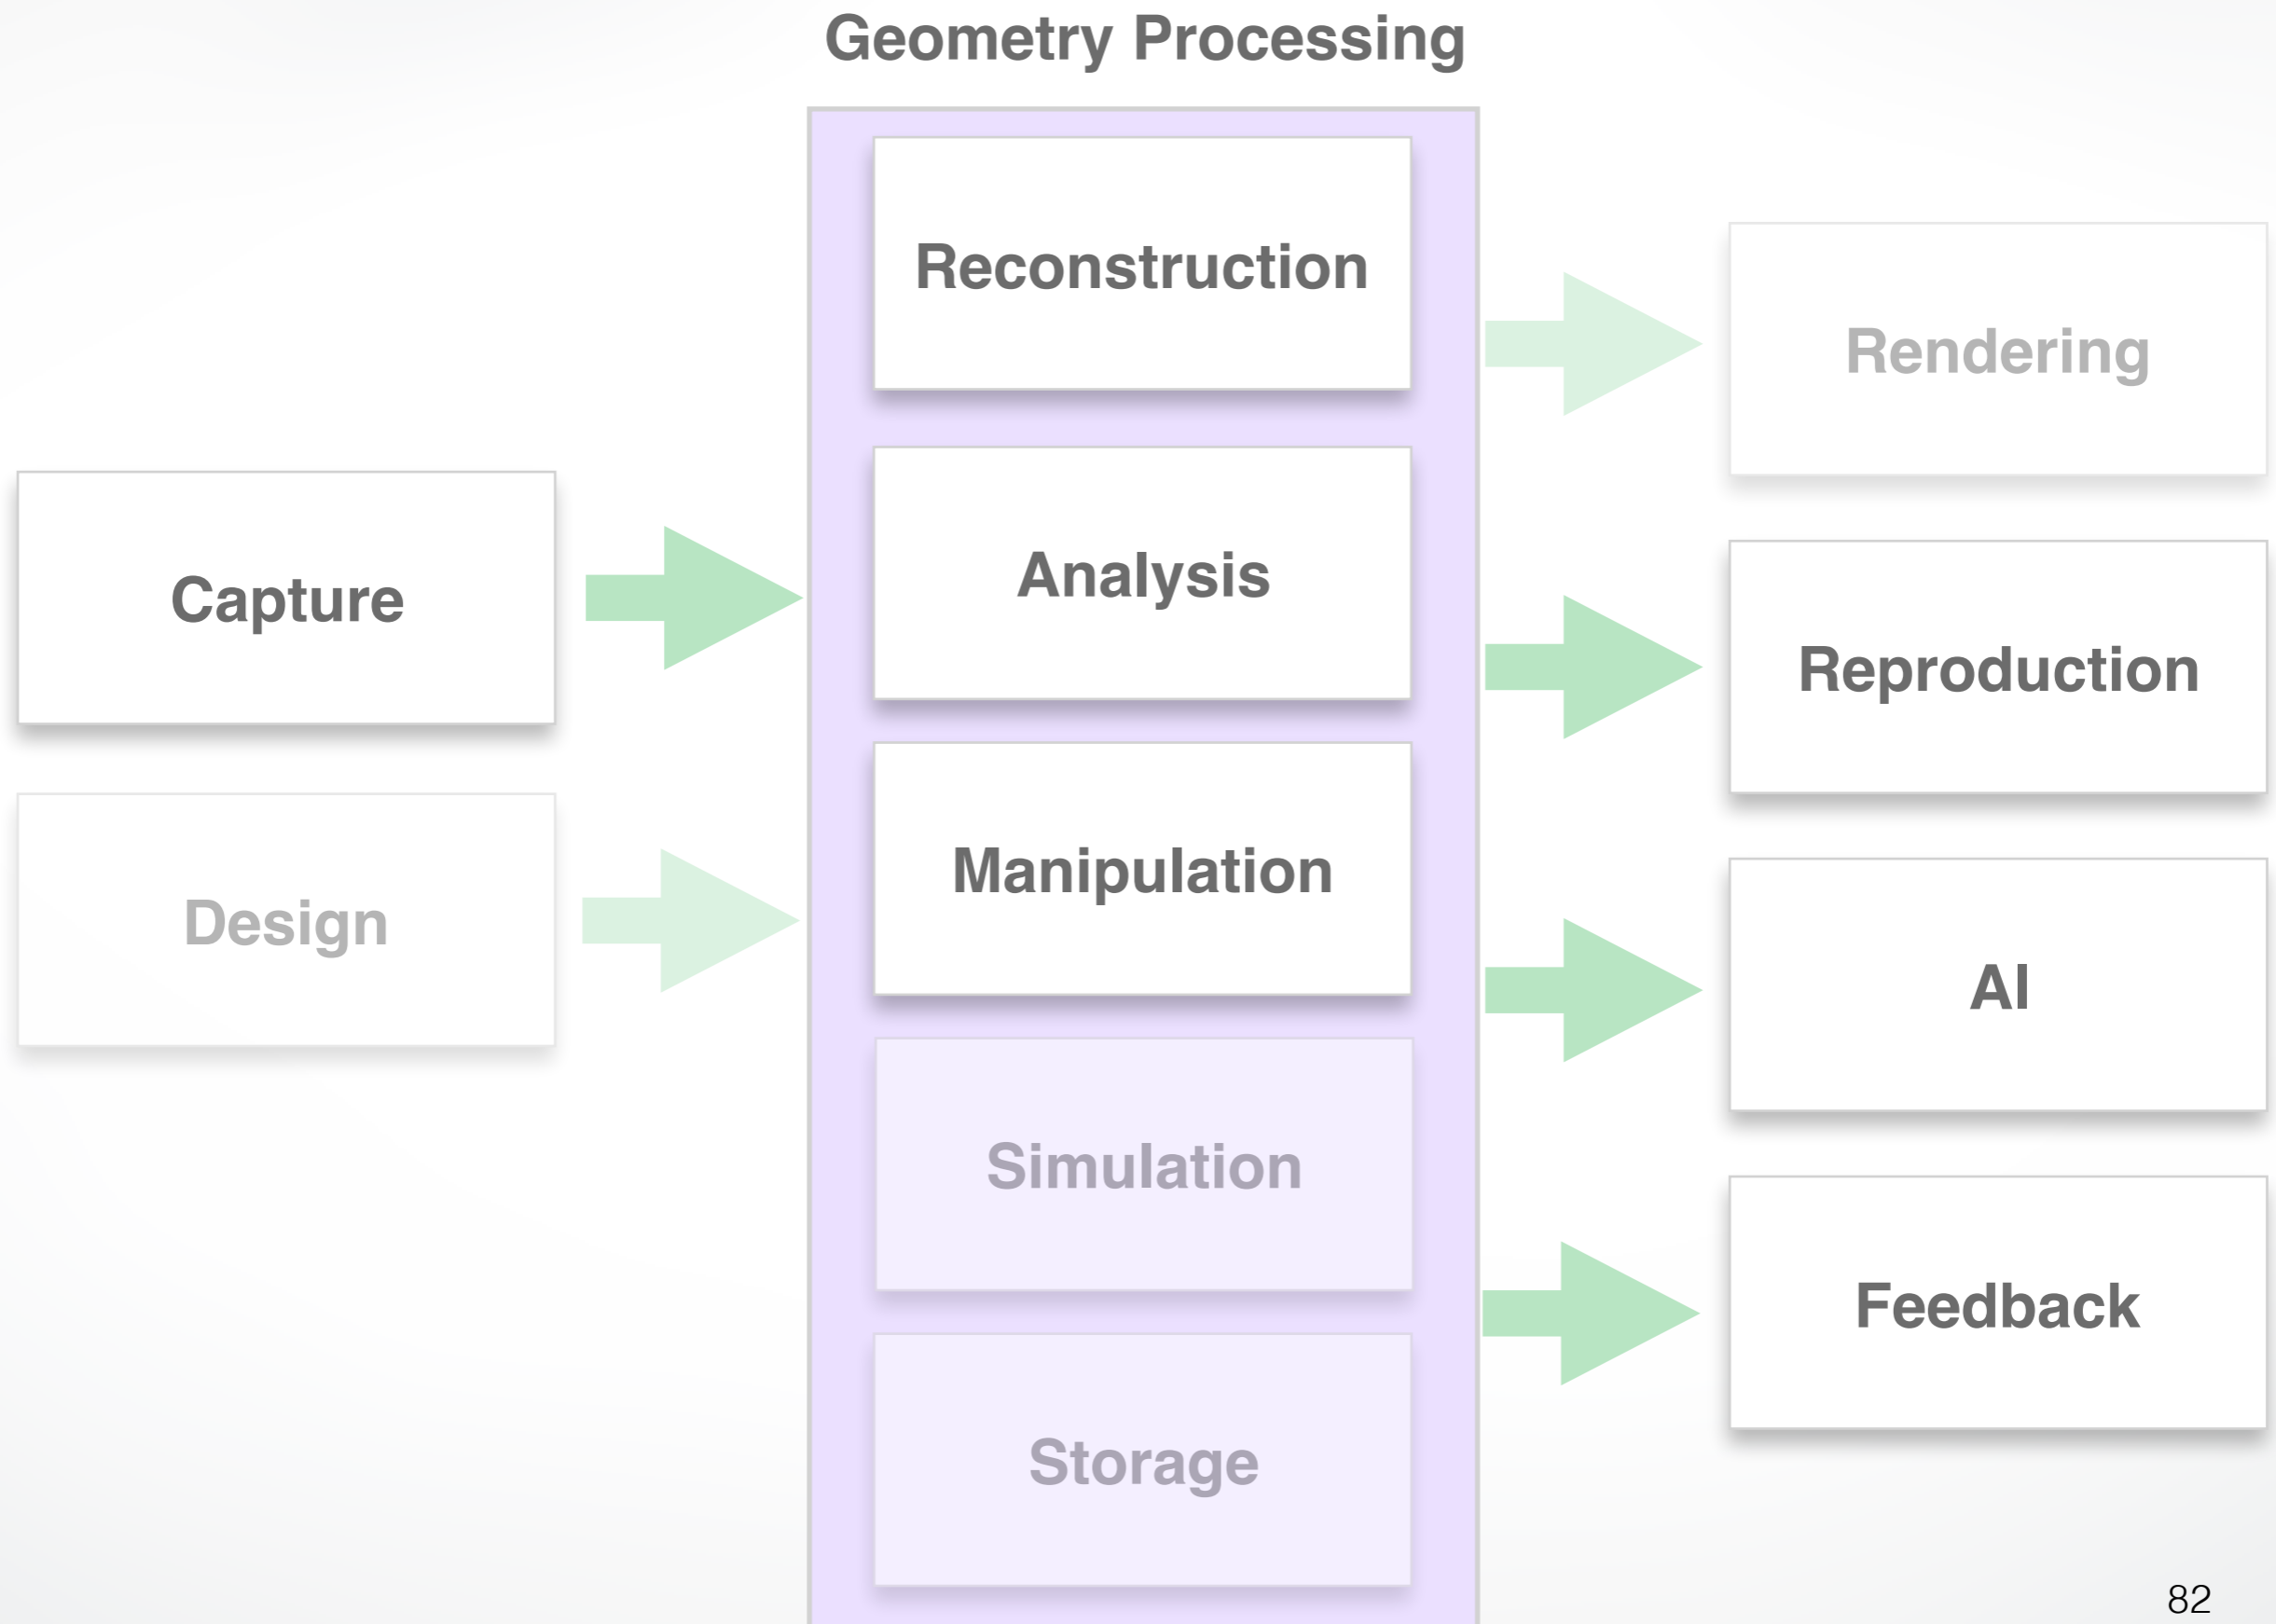 Geometry Processing
Capture
Design
Reconstruction
Analysis
Manipulation
Simulation
Storage
Rendering
Reproduction
AI
Feedback
82